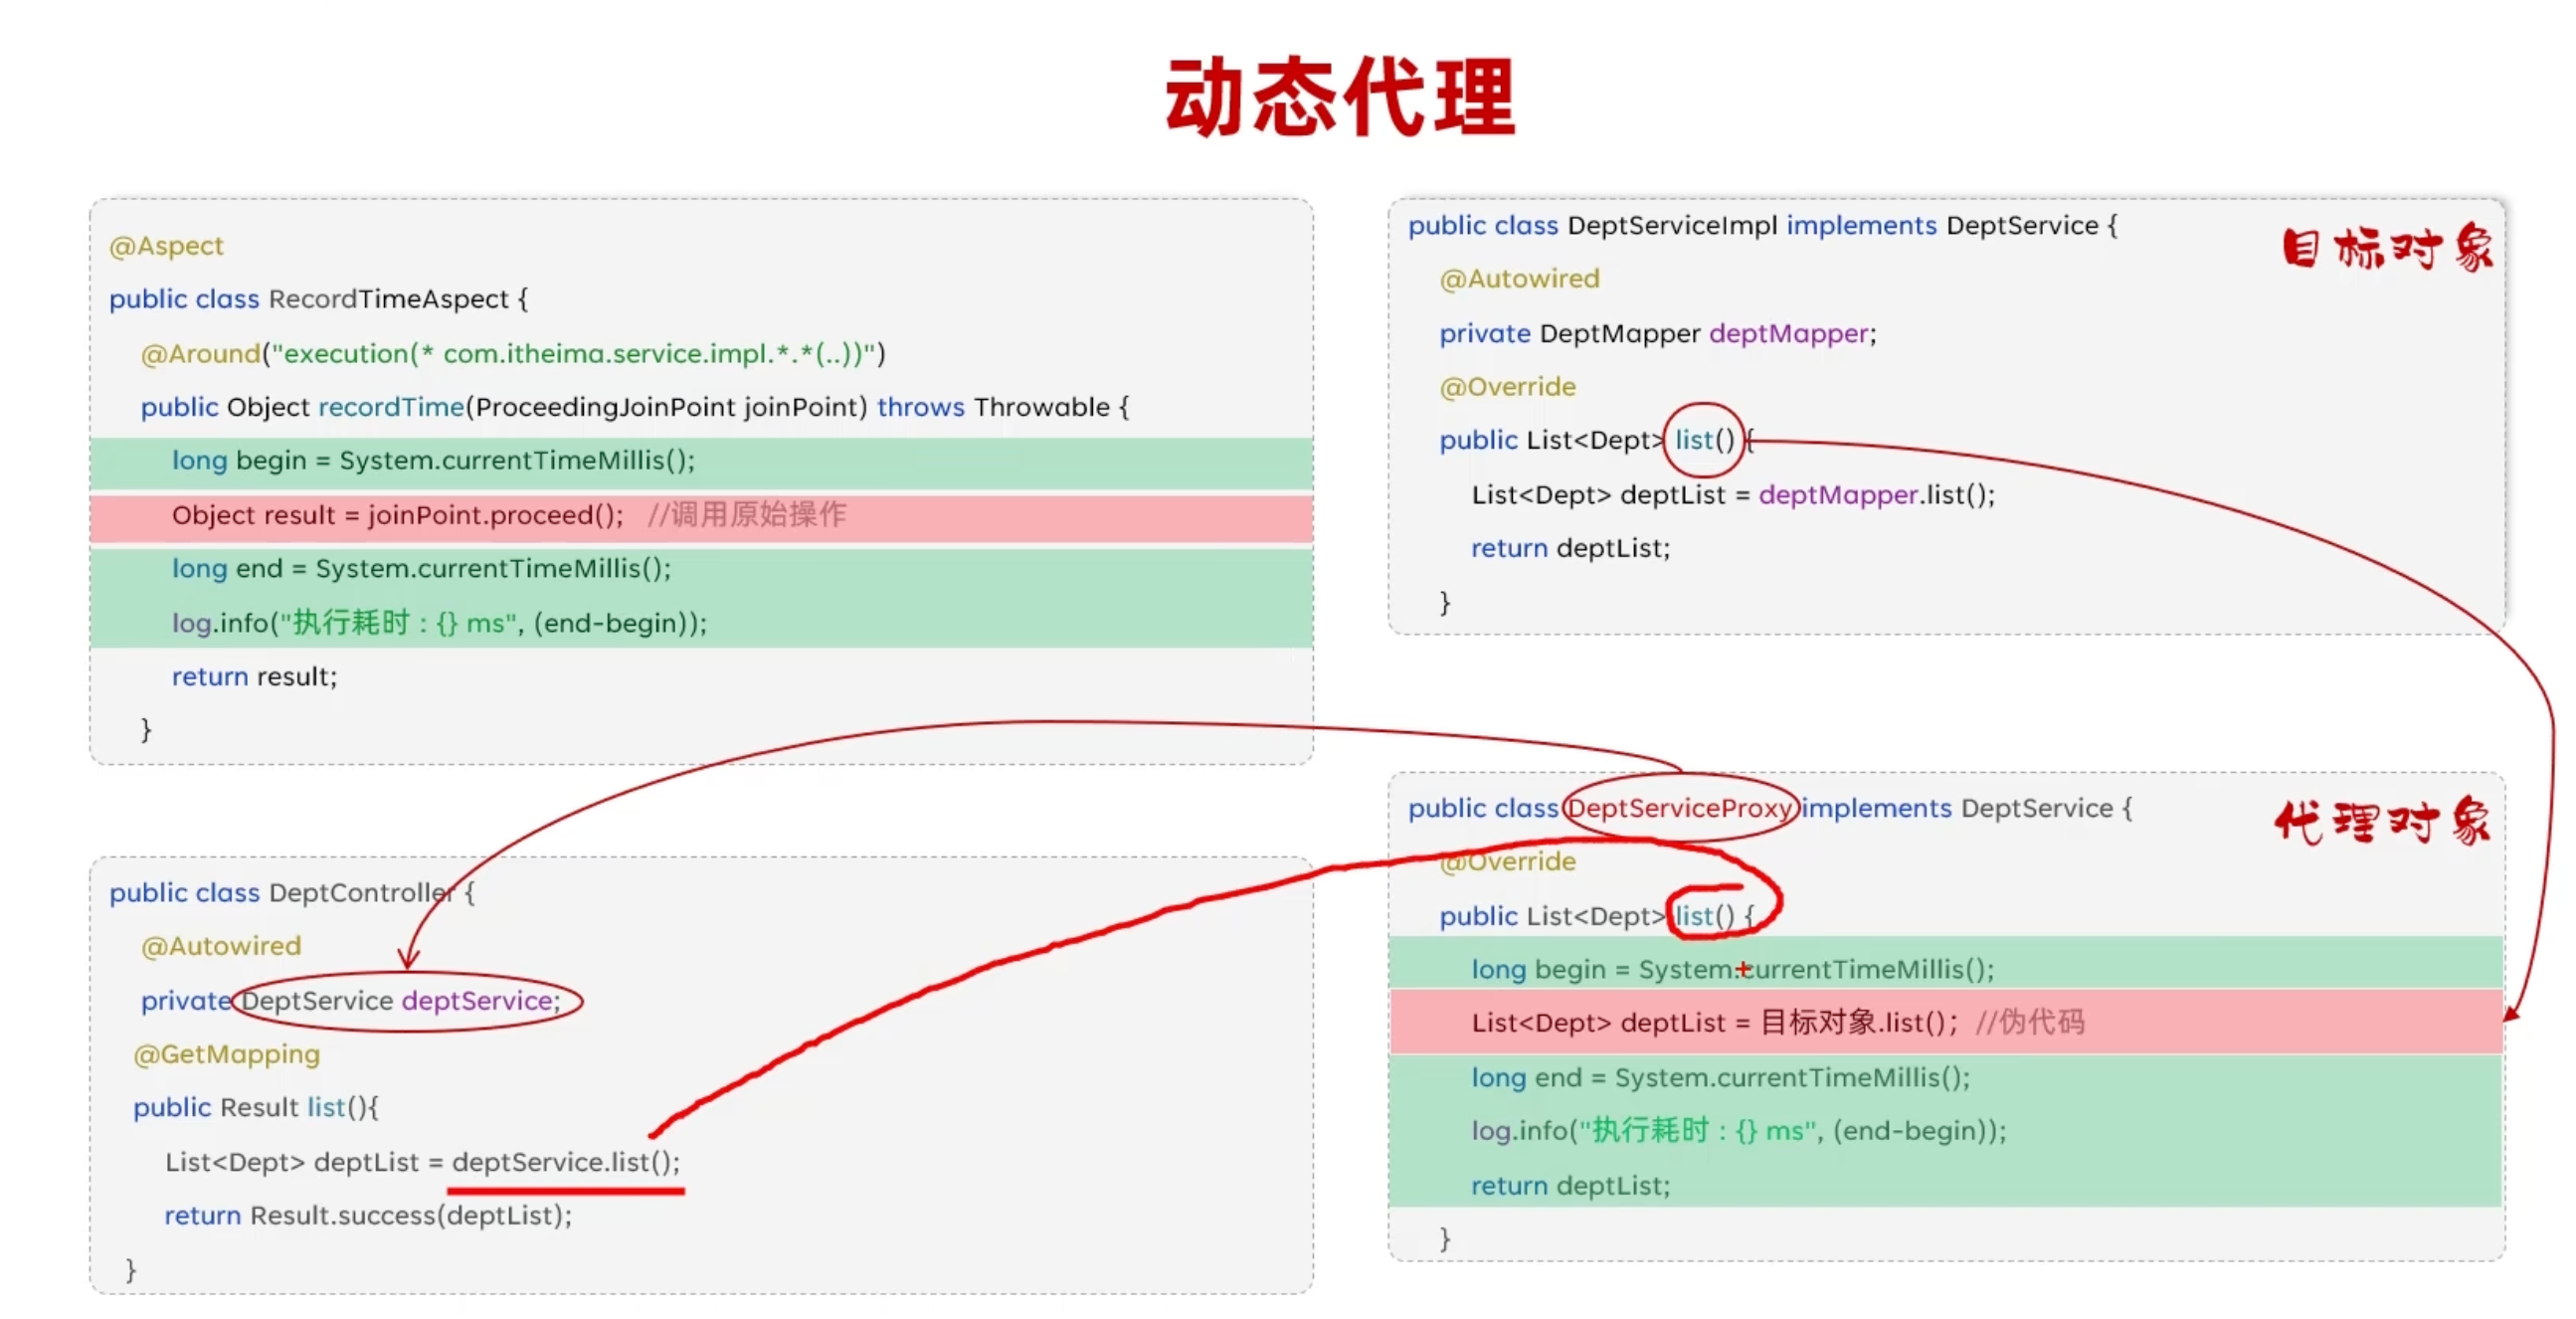 动态代理
@Aspect
public class RecordTimeAspect {
@Around("execution(* com.itheima.service.impl.*.*(..))")
public Object recordTime(ProceedingJoinPoint joinPoint) throws Throwable {
long begin = System.currentTimeMillis();
Object result = joinPoint.proceed(); //调用原始操作
long end = System.currentTimeMillis();
log.info("执行耗时 : {} ms", (end-begin));
return result;
}
public class DeptServiceImpl implements DeptService {
目标对象
@Autowired
private DeptMapper deptMapper;
@Override
public List<Dept> list() {
List<Dept> deptList = deptMapper.list();
return deptList;
}
public class DeptController {
@Autowired
private DeptService deptService;
@GetMapping
public Result list(){
List<Dept> deptList = deptService.list();
return Result.success(deptList);
}
public class DeptServiceProxy implements DeptService {
代理对象
@Override
public List<Dept> list() {
long begin = System.currentTimeMillis();
List<Dept> deptList = 目标对象.list(); //伪代码
long end = System.currentTimeMillis();
log.info("执行耗时 : {} ms", (end-begin));
return deptList;
}